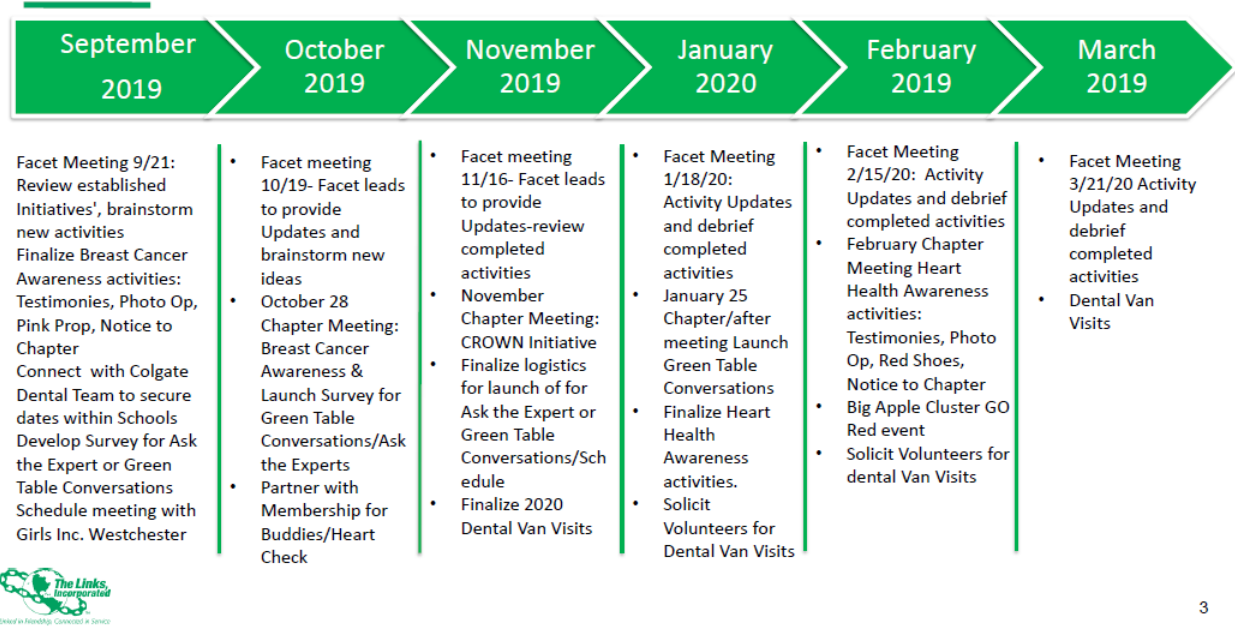 September
2019
October
2019
November
2019
January
2020
February
2019
March
2019
Facet Meeting 9/21:
Review established
Initiatives', brainstorm
new activities
Finalize Breast Cancer
Awareness activities:
Testimonies, Photo Op,
Pink Prop, Notice to
Chapter
Connect with Colgate
Dental Team to secure
dates within Schools
Develop Survey for Ask
the Expert or Green
Table Conversations
Schedule meeting with
Girls Inc. Westchester
• Facet meeting
10/19- Facet leads
to provide
Updates and
brainstorm new
ideas
• October 28
Chapter Meeting:
Breast Cancer
Awareness &
Launch Survey for
Green Table
Conversations/Ask
the Experts
• Partner with
Membership for
Buddies/Heart
Check
• Facet meeting
11/16- Facet leads
to provide
Updates-review
completed
activities
• November
Chapter Meeting:
CROWN Initiative
• Finalize logistics
for launch of for
Ask the Expert or
Green Table
Conversations/Sch
edule
• Finalize 2020
Dental Van Visits
• Facet Meeting
1/18/20:
Activity Updates
and debrief
completed
activities
• January 25
Chapter/after
meeting Launch
Green Table
Conversations
• Finalize Heart
Health
Awareness
activities.
• Solicit
Volunteers for
Dental Van Visits
• Facet Meeting
2/15/20: Activity
Updates and debrief
completed activities
• February Chapter
Meeting Heart
Health Awareness
activities:
Testimonies, Photo
Op, Red Shoes,
Notice to Chapter
• Big Apple Cluster GO
Red event
• Solicit Volunteers for
dental Van Visits
• Facet Meeting
3/21/20 Activity
Updates and
debrief
completed
activities
• Dental Van
Visits
The Links,
Incorporated
Linked in Friendship, Connected in Service
3